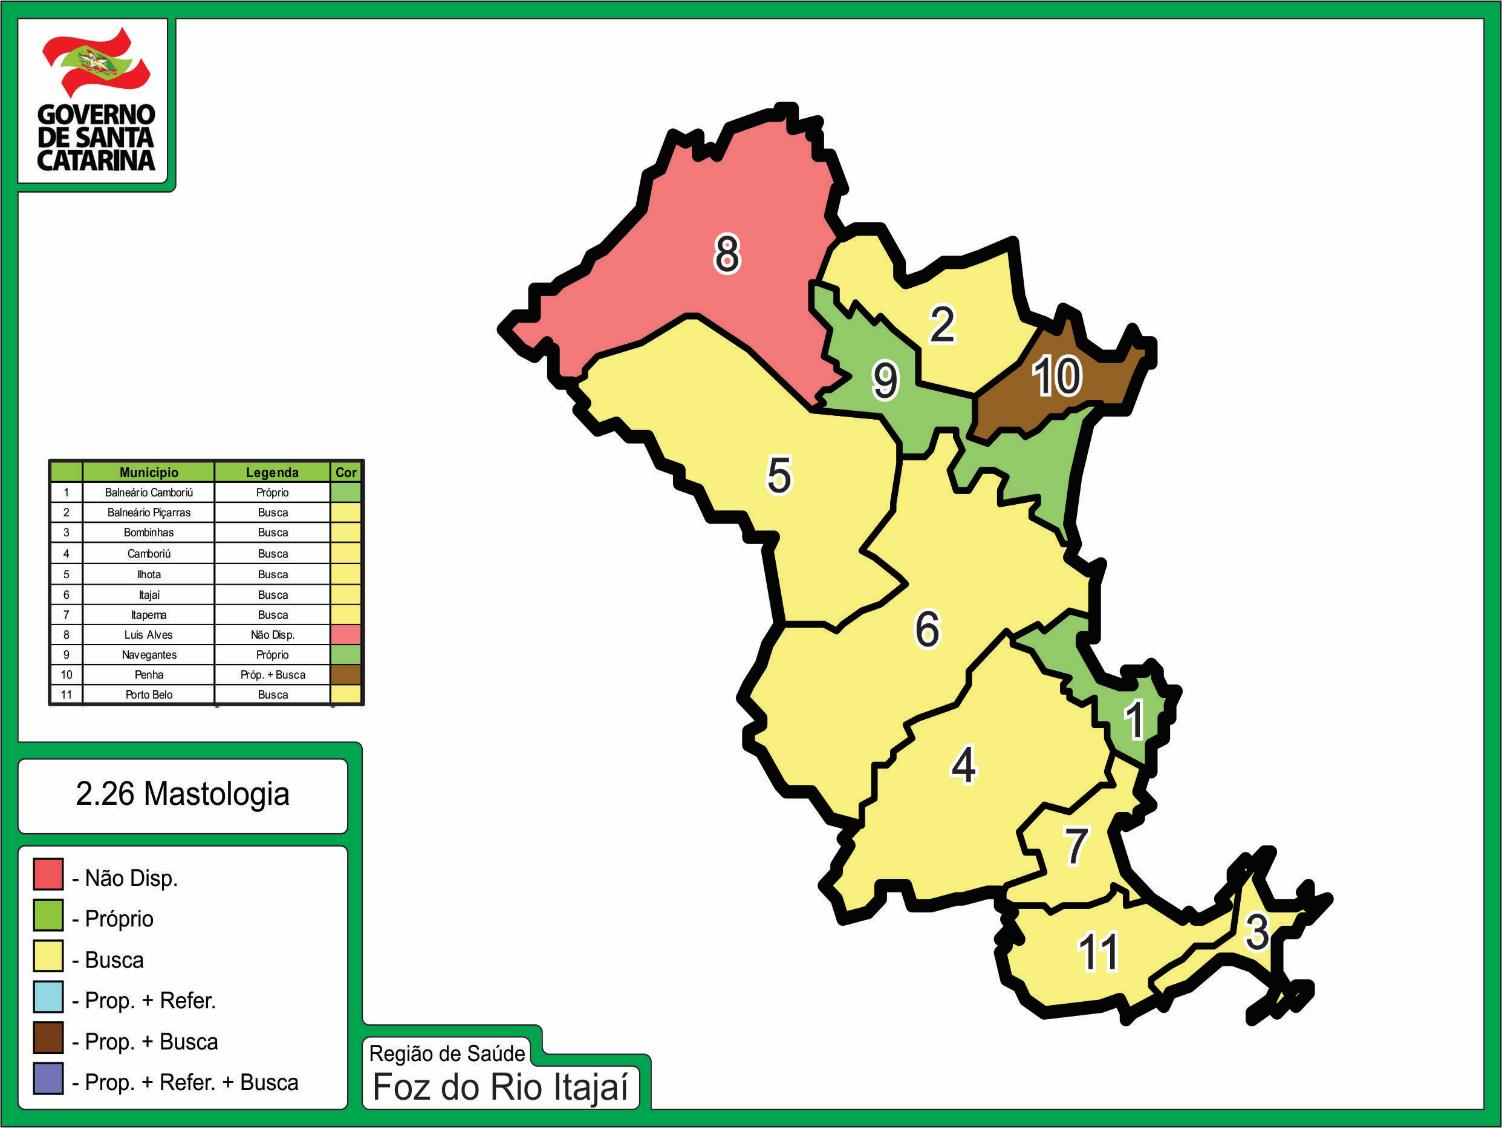 GOVERNO
DE SANTA
CATARINA
8
2
10
9
5
6
1
4
7
3
11
Município Legenda Cor
1 Balneário Camboriú Próprio
2 Balneário Piçarras Busca
3 Bombinhas Busca
4 Camboriú Busca
5 Ilhota Busca
6 Itajaí Busca
7 Itapema Busca
8 Luis Alves Não Disp.
9 Navegantes Próprio
10 Penha Próp. + Busca
11 Porto Belo Busca
2.26 Mastologia
- Não Disp.
- Próprio
- Busca
- Prop. + Refer.
- Prop. + Busca
- Prop. + Refer. + Busca
Região de Saúde
Foz do Rio Itajaí